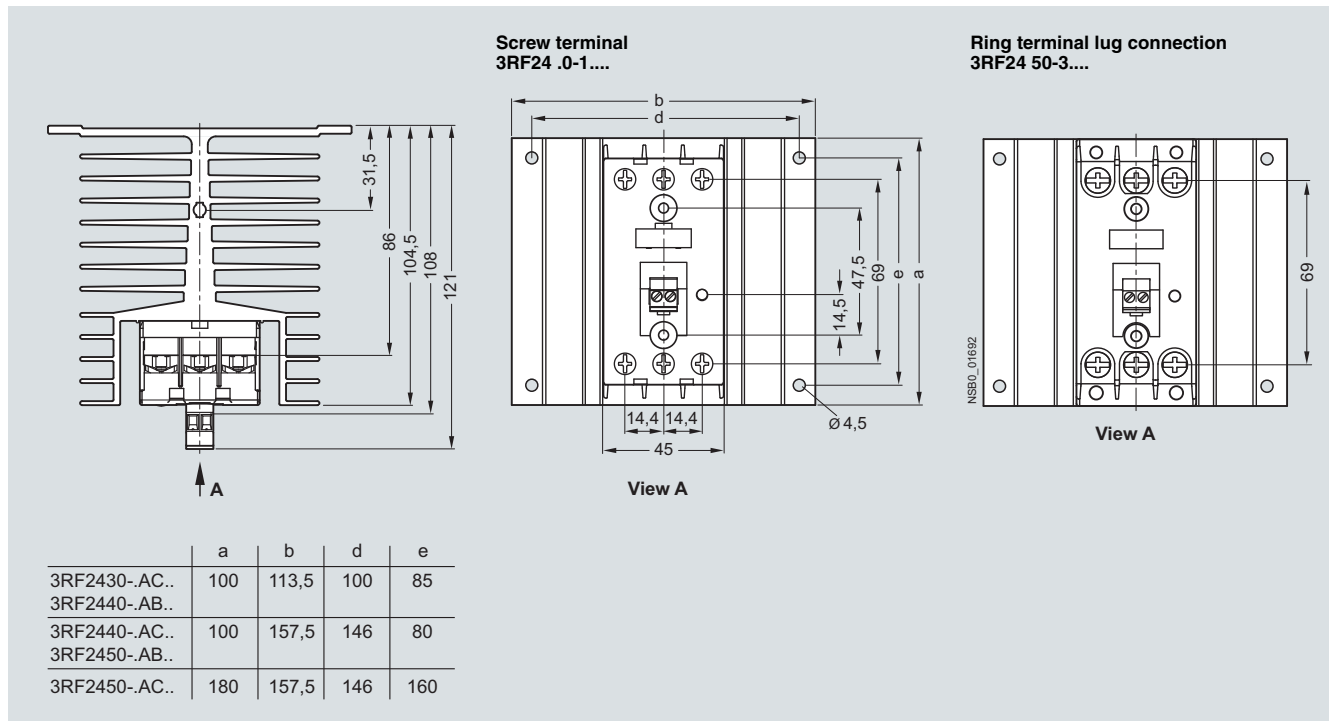 Screw terminal
3RF24 .0-1....
Ring terminal lug connection
3RF24 50-3....
31,5
86
104,5
108
121
A
b
d
14,5
47,5
69
e
a
14,4
14,4
45
Ø 4,5
View A
69
NSB0_01692
View A
a b d e
3RF2430-.AC.. 100 113,5 100 85
3RF2440-.AB..
3RF2440-.AC.. 100 157,5 146 80
3RF2450-.AB..
3RF2450-.AC.. 180 157,5 146 160